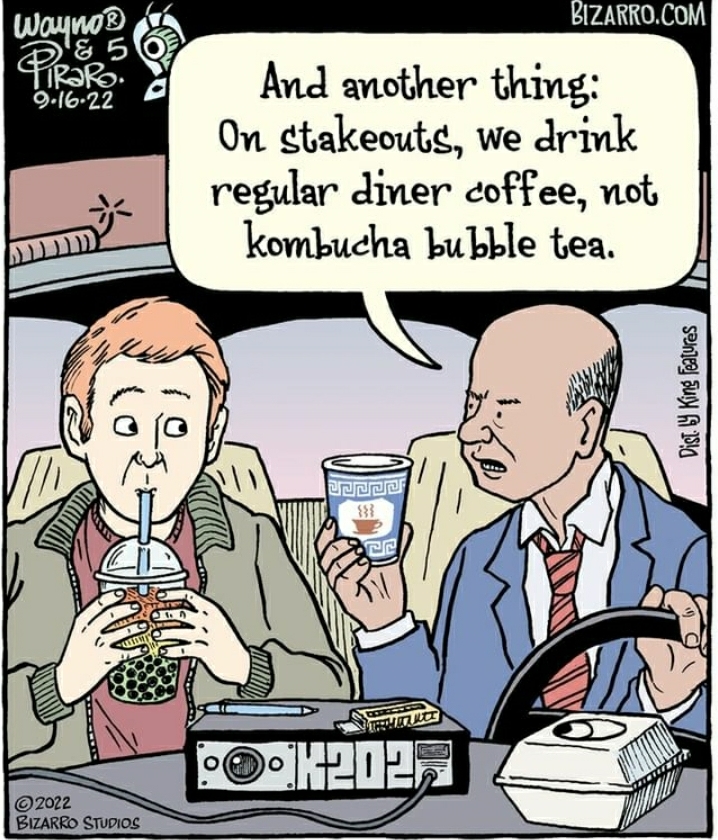 Wayno®
& 5
PIRARO.
9·16·22
BIZARRO.COM
And another thing:
On stakeouts, we drink
regular diner coffee, not
kombucha bubble tea.
Dist. by King Features
K202
©2022
BIZARRO STUDIOS